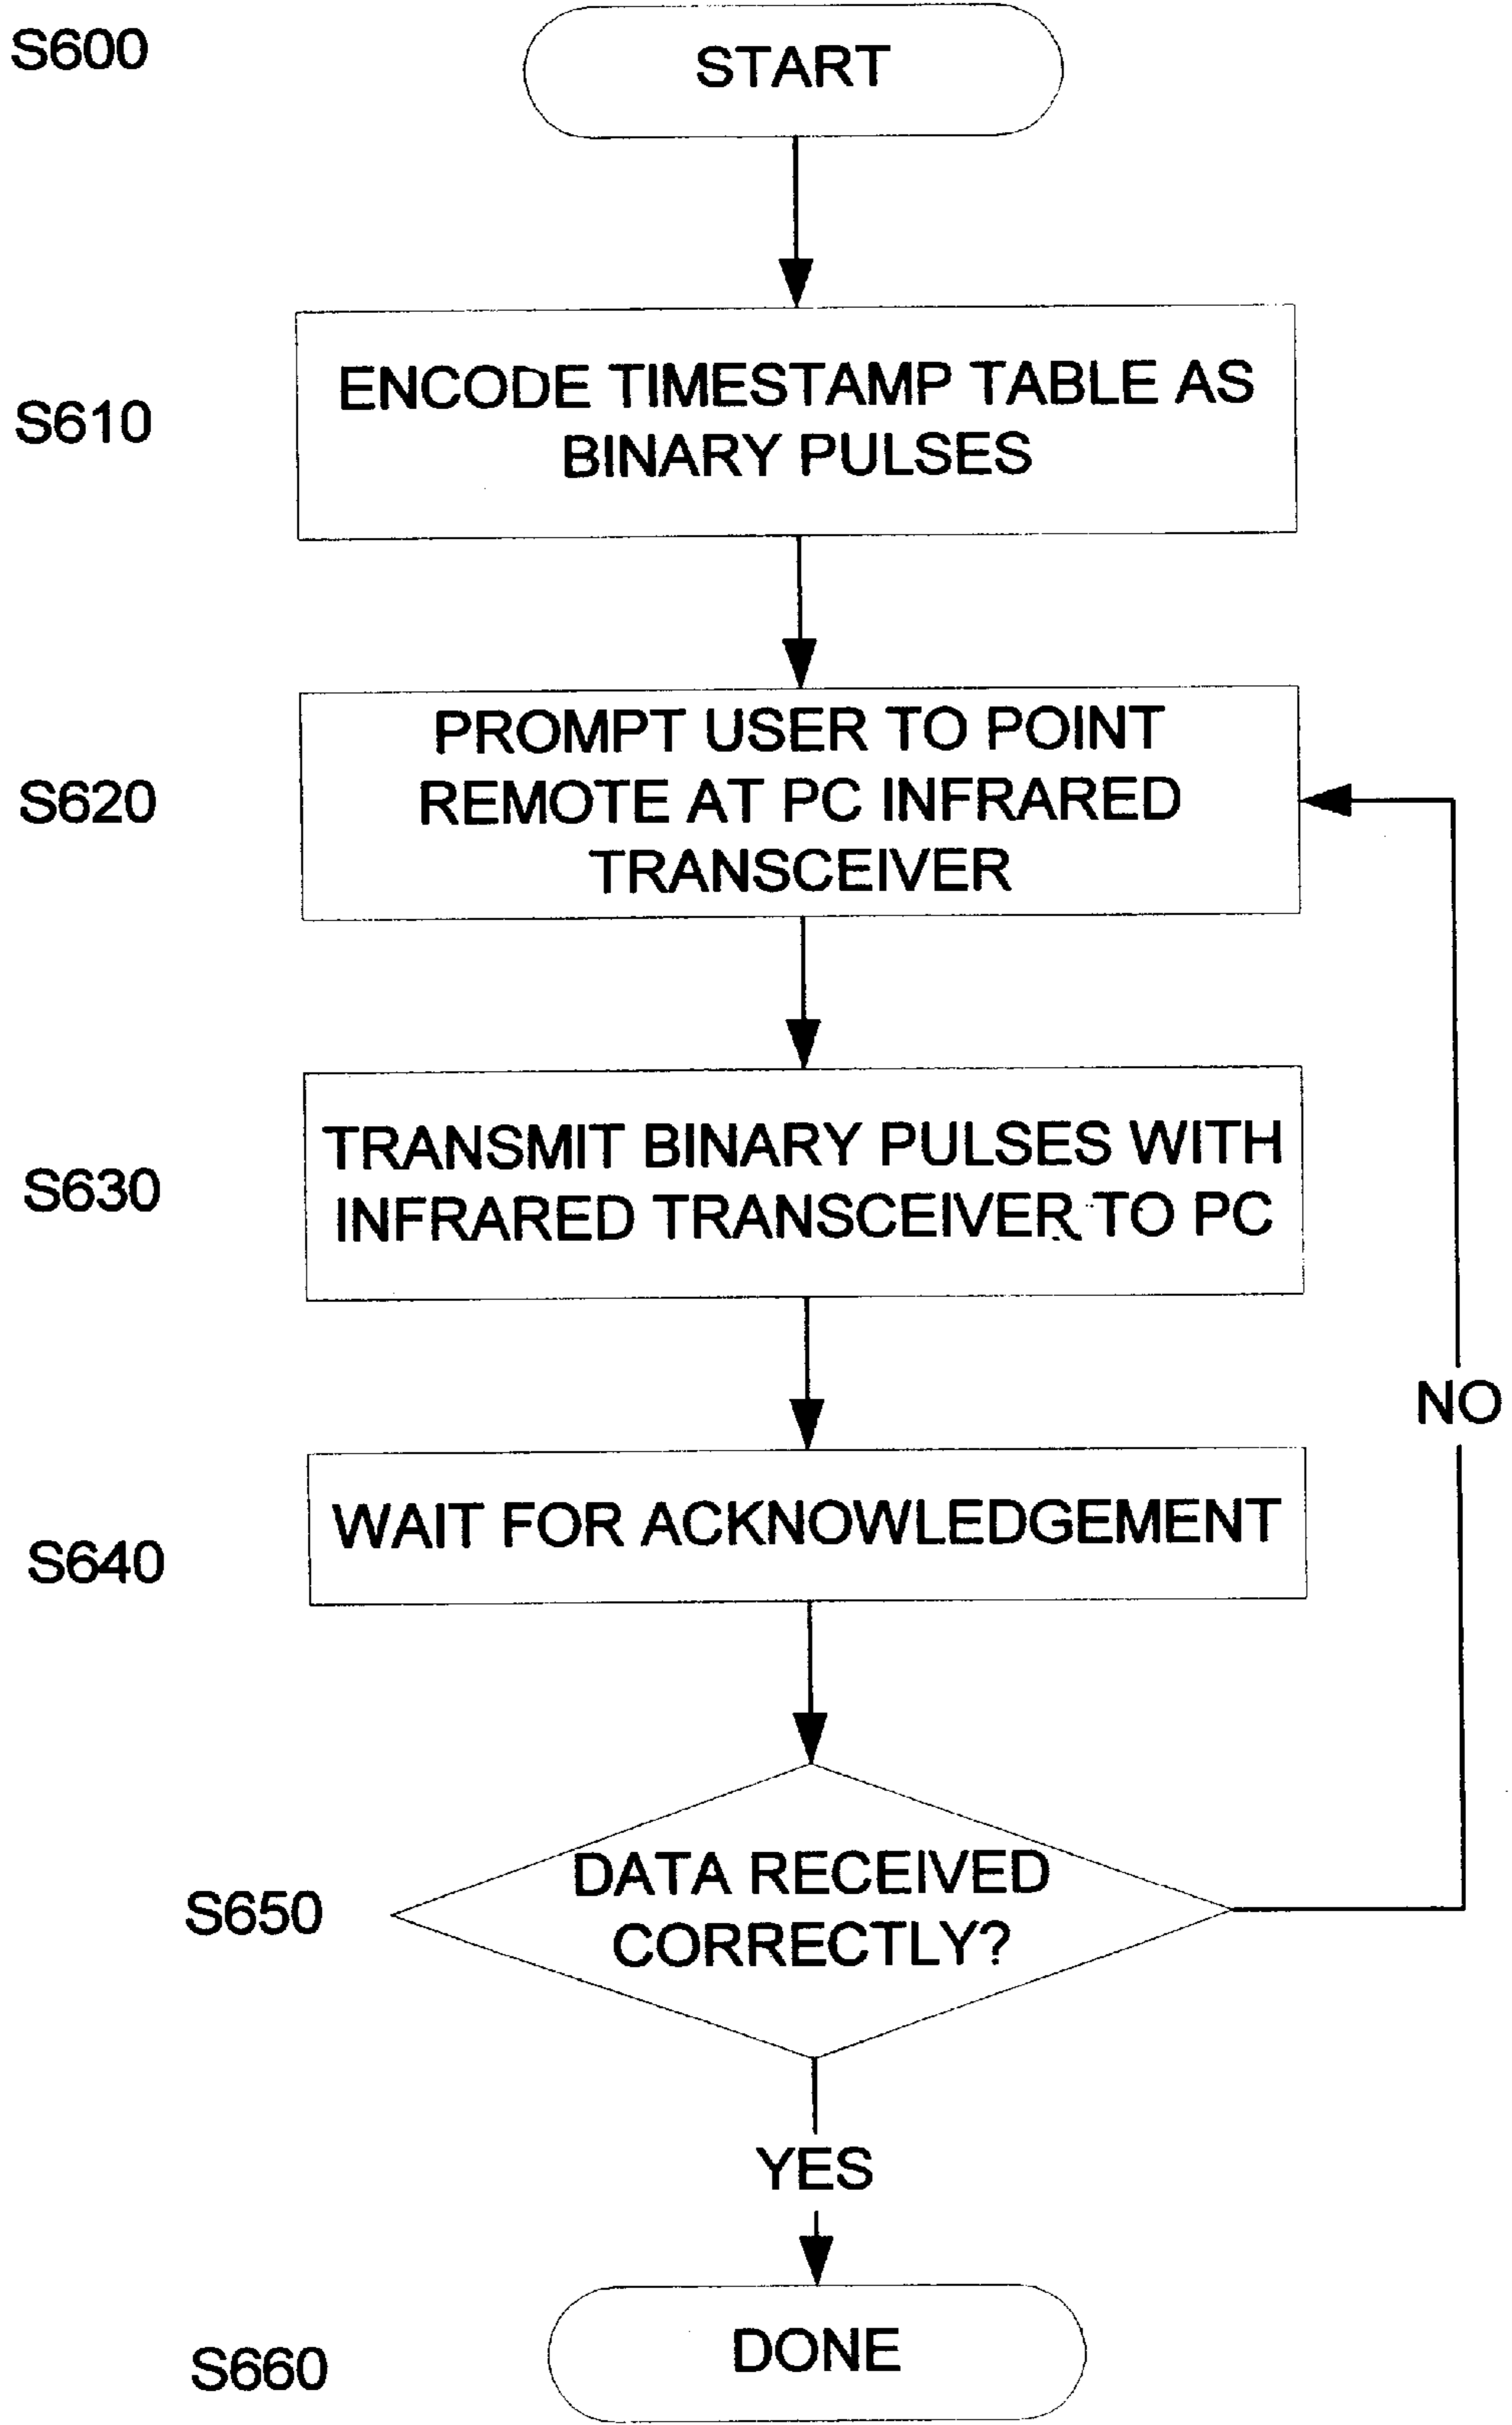 S600
START
S610
ENCODE TIMESTAMP TABLE AS
BINARY PULSES
S620
PROMPT USER TO POINT
REMOTE AT PC INFRARED
TRANSCEIVER
S630
TRANSMIT BINARY PULSES WITH
INFRARED TRANSCEIVER TO PC
NO
S640
WAIT FOR ACKNOWLEDGEMENT
S650
DATA RECEIVED
CORRECTLY?
YES
S660
DONE